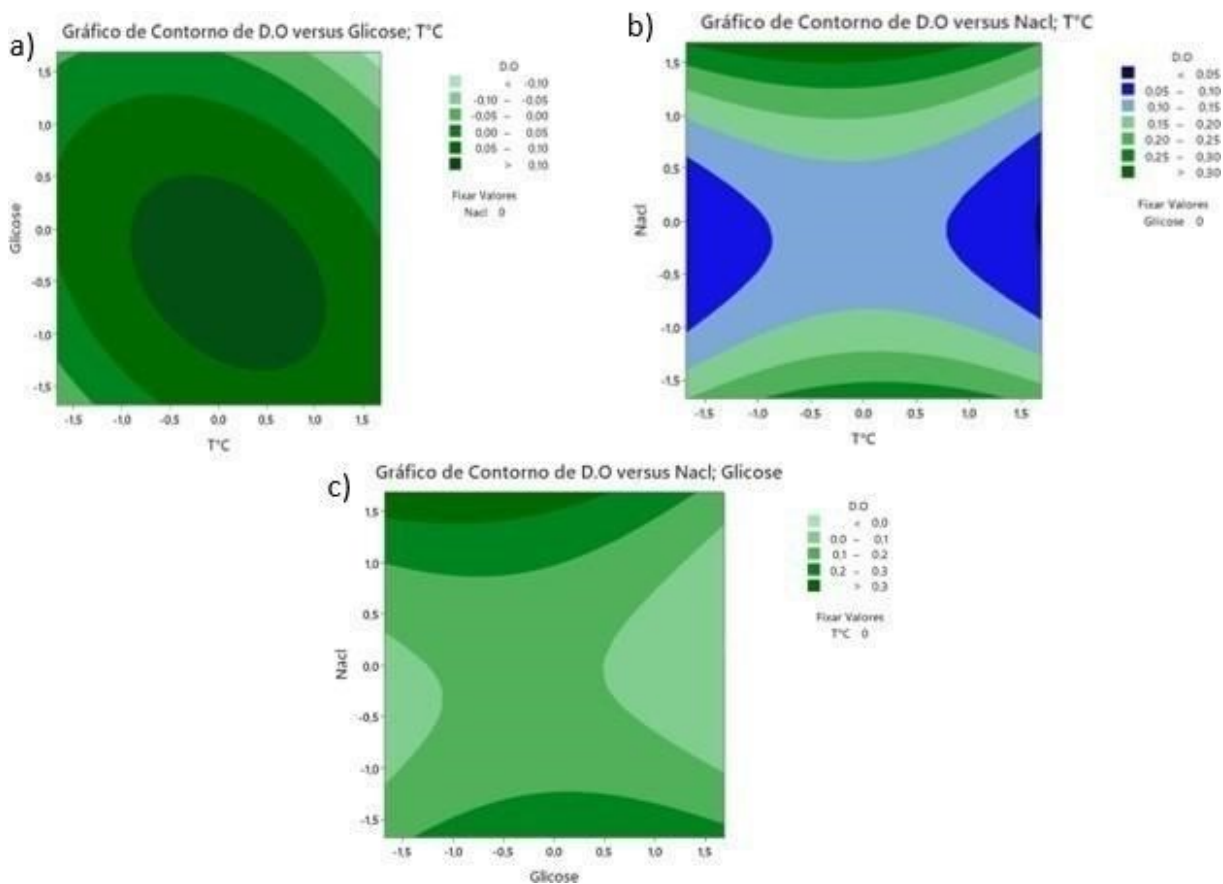 a)
Gráfico de Contorno de D.O versus Glicose; T°C
1,5
1,0
0,5
0,0
-0,5
-1,0
-1,5
Glicose
-1,5 -1,0 -0,5 0,0 0,5 1,0 1,5
T°C
D.O
< -0,10
-0,10 – -0,05
-0,05 – 0,00
0,00 – 0,05
0,05 – 0,10
> 0,10
Fixar Valores
Nacl 0
b)
Gráfico de Contorno de D.O versus Nacl; T°C
1,5
1,0
0,5
0,0
-0,5
-1,0
-1,5
Nacl
-1,5 -1,0 -0,5 0,0 0,5 1,0 1,5
T°C
D.O
< 0,05
0,05 – 0,10
0,10 – 0,15
0,15 – 0,20
0,20 – 0,25
0,25 – 0,30
> 0,30
Fixar Valores
Glicose 0
c)
Gráfico de Contorno de D.O versus Nacl; Glicose
1,5
1,0
0,5
0,0
-0,5
-1,0
-1,5
Nacl
-1,5 -1,0 -0,5 0,0 0,5 1,0 1,5
Glicose
D.O
< 0,0
0,0 – 0,1
0,1 – 0,2
0,2 – 0,3
> 0,3
Fixar Valores
T°C 0